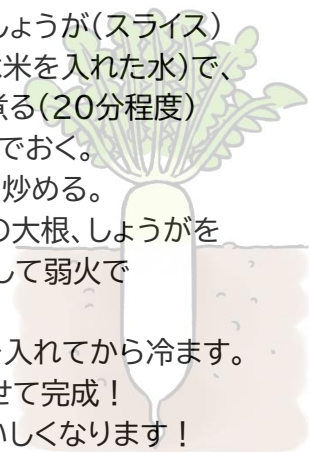 しょうが(スライス)
米を入れた水)で、
煮る(20分程度)
でおく。
炒める。
の大根、しょうがを
して弱火で
入れてから冷ます。
せて完成!
いしくなります!